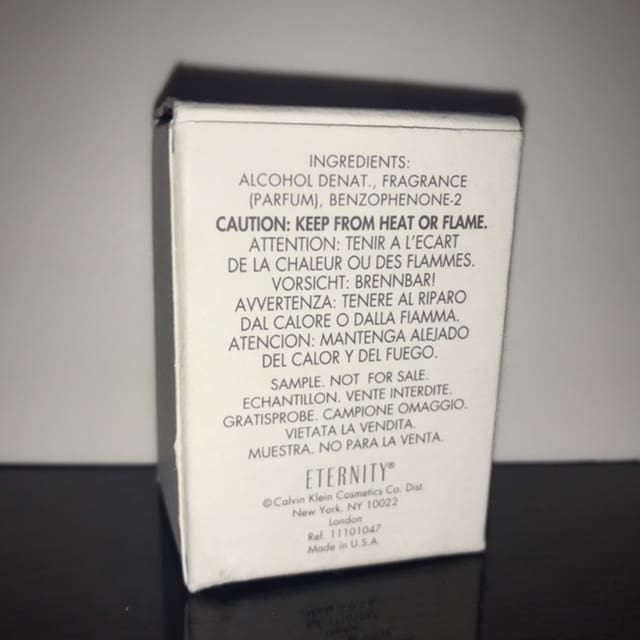 INGREDIENTS:
ALCOHOL DENAT., FRAGRANCE
(PARFUM), BENZOPHENONE-2
CAUTION: KEEP FROM HEAT OR FLAME.
ATTENTION: TENIR A L'ECART
DE LA CHALEUR OU DES FLAMMES.
VORSICHT: BRENNBAR!
AVVERTENZA: TENERE AL RIPARO
DAL CALORE O DALLA FIAMMA.
ATENCION: MANTENGA ALEJADO
DEL CALOR Y DEL FUEGO.
SAMPLE. NOT FOR SALE.
ECHANTILLON. VENTE INTERDITE.
GRATISPROBE. CAMPIONE OMAGGIO.
VIETATA LA VENDITA.
MUESTRA. NO PARA LA VENTA.
ETERNITY®
©Calvin Klein Cosmetics Co. Dist.
New York, NY 10022
London
Ref. 11101047
Made in U.S.A.